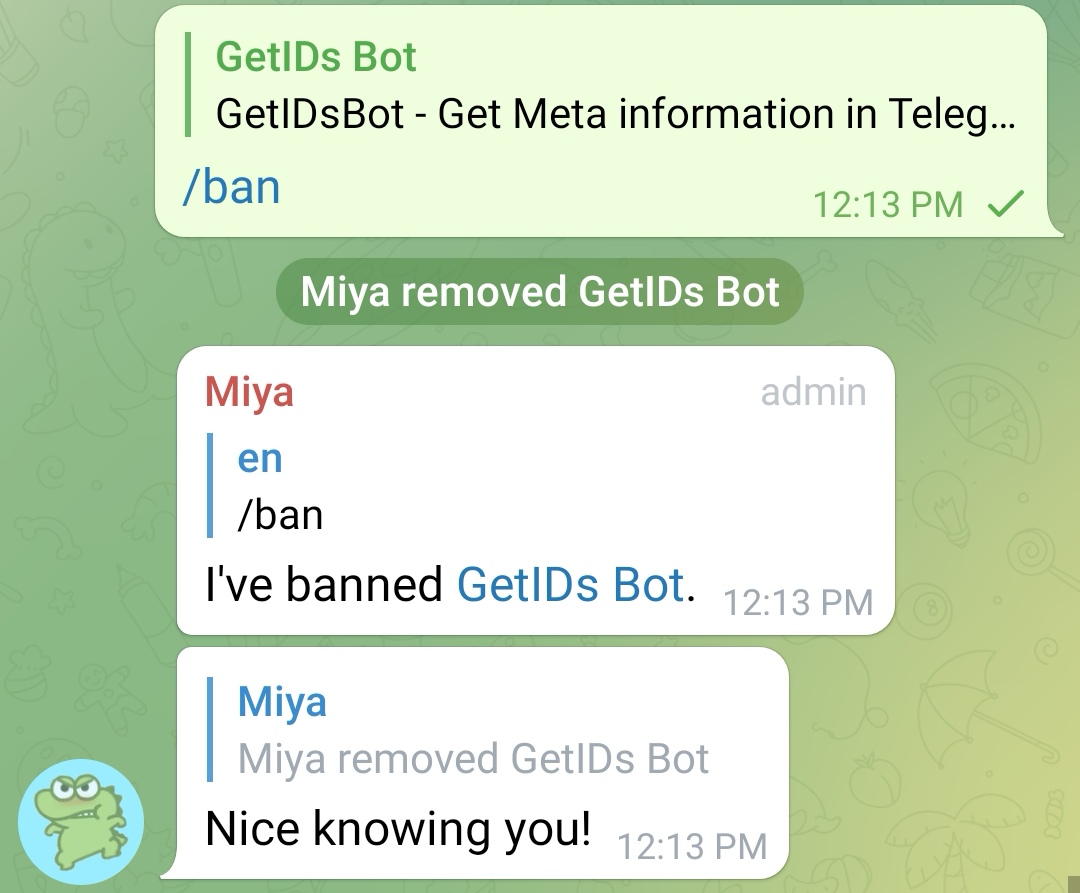 GetIDs Bot
GetIDsBot - Get Meta information in Teleg...
/ban
12:13 PM
Miya removed GetIDs Bot
Miya admin
en
/ban
I've banned GetIDs Bot. 12:13 PM
Miya
Miya removed GetIDs Bot
Nice knowing you! 12:13 PM